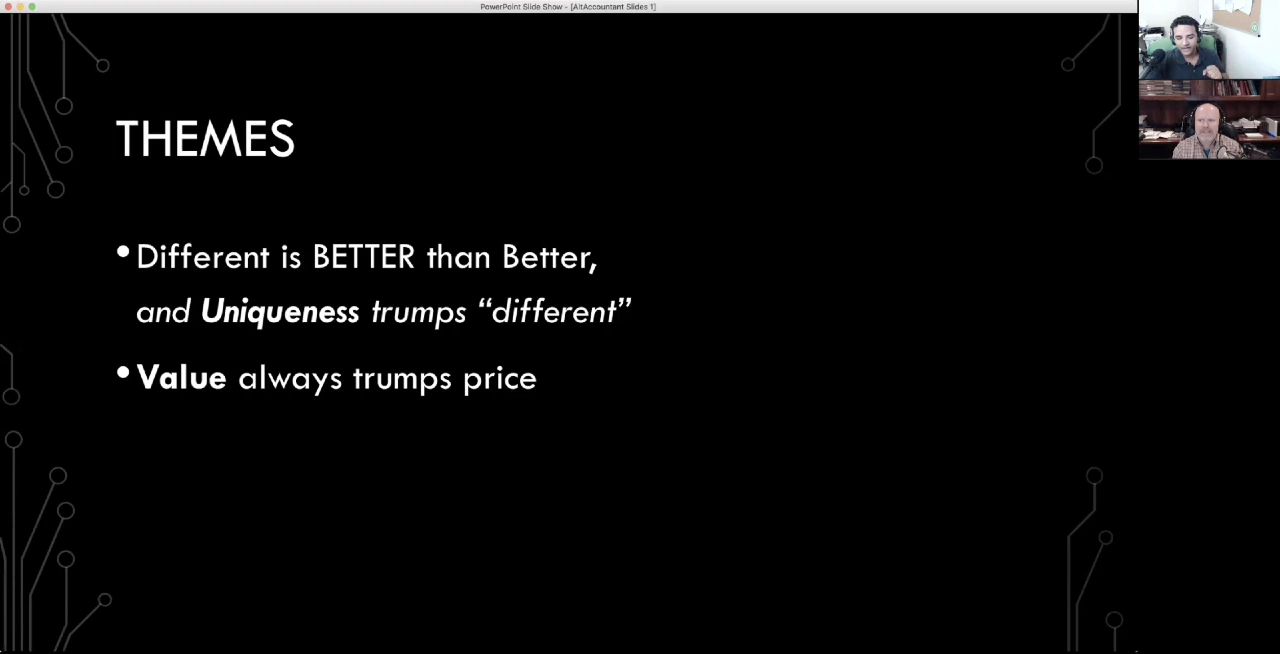 PowerPoint Slide Show - [AltAccountant Slides 1]
THEMES
• Different is BETTER than Better,
and Uniqueness trumps “different”
• Value always trumps price